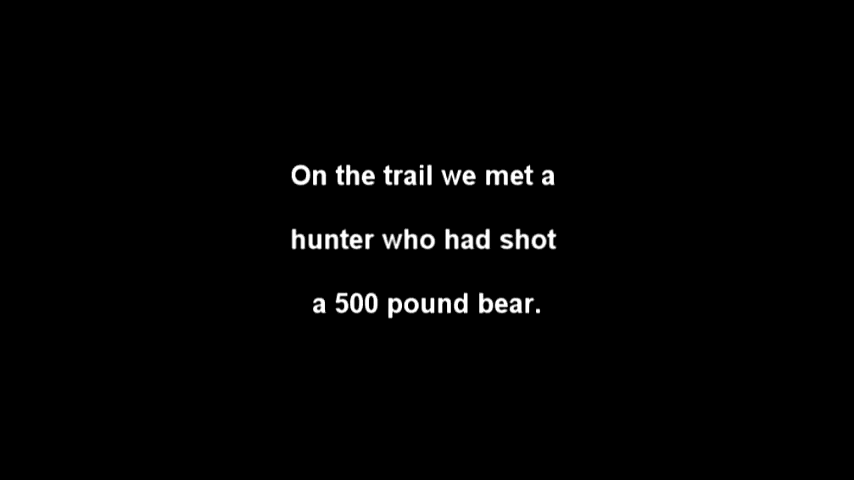 On the trail we met a
hunter who had shot
a 500 pound bear.